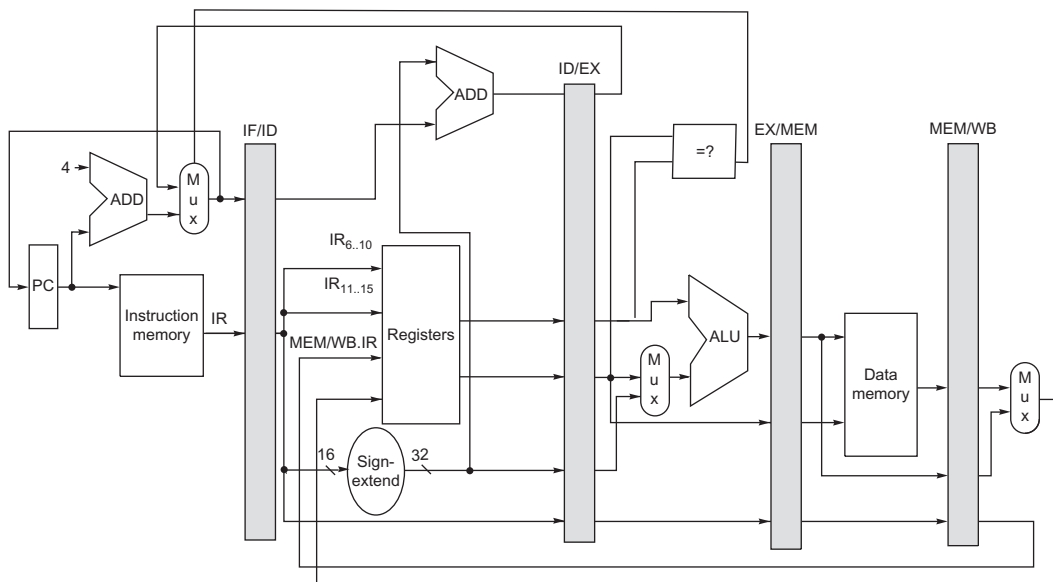 ID/EX
ADD
IF/ID
EX/MEM
MEM/WB
=?
4
ADD
M
u
x
IR6..10
PC
IR11..15
Instruction
memory
IR
MEM/WB.IR
Registers
ALU
M
u
x
Data
memory
M
u
x
16
Sign-
extend
32